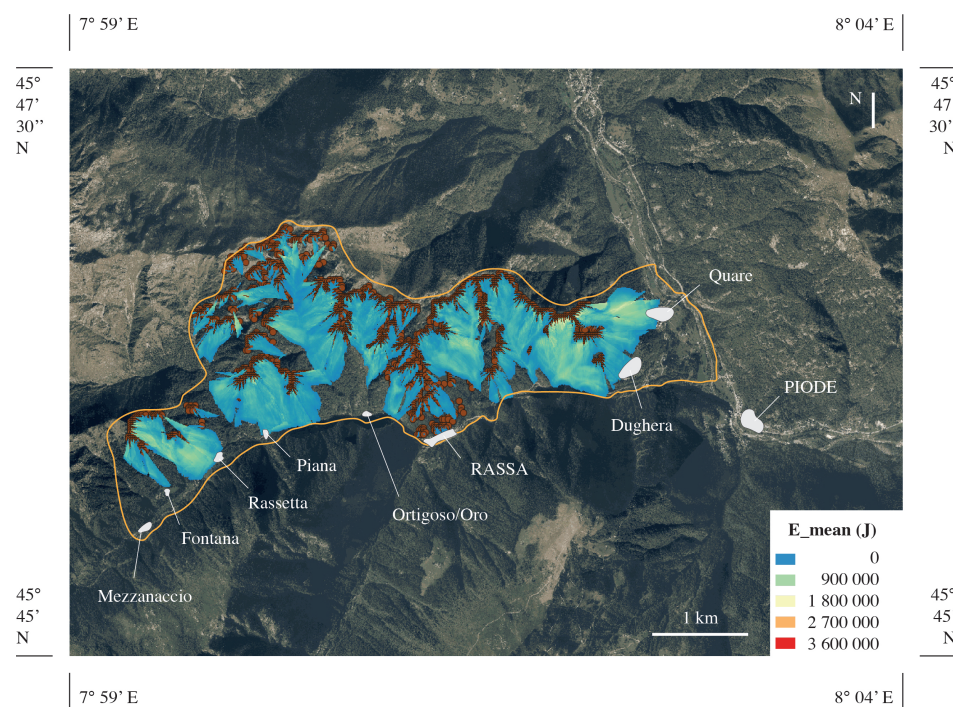 7° 59’ E
8° 04’ E
45°
47’
30’’
N
45°
47’
30’’
N
N
Quare
PIODE
Dughera
RASSA
Piana
Ortigoso/Oro
Rassetta
Fontana
Mezzanaccio
E_mean (J)
0
900 000
1 800 000
2 700 000
3 600 000
1 km
45°
45’
N
45°
45’
N
7° 59’ E
8° 04’ E